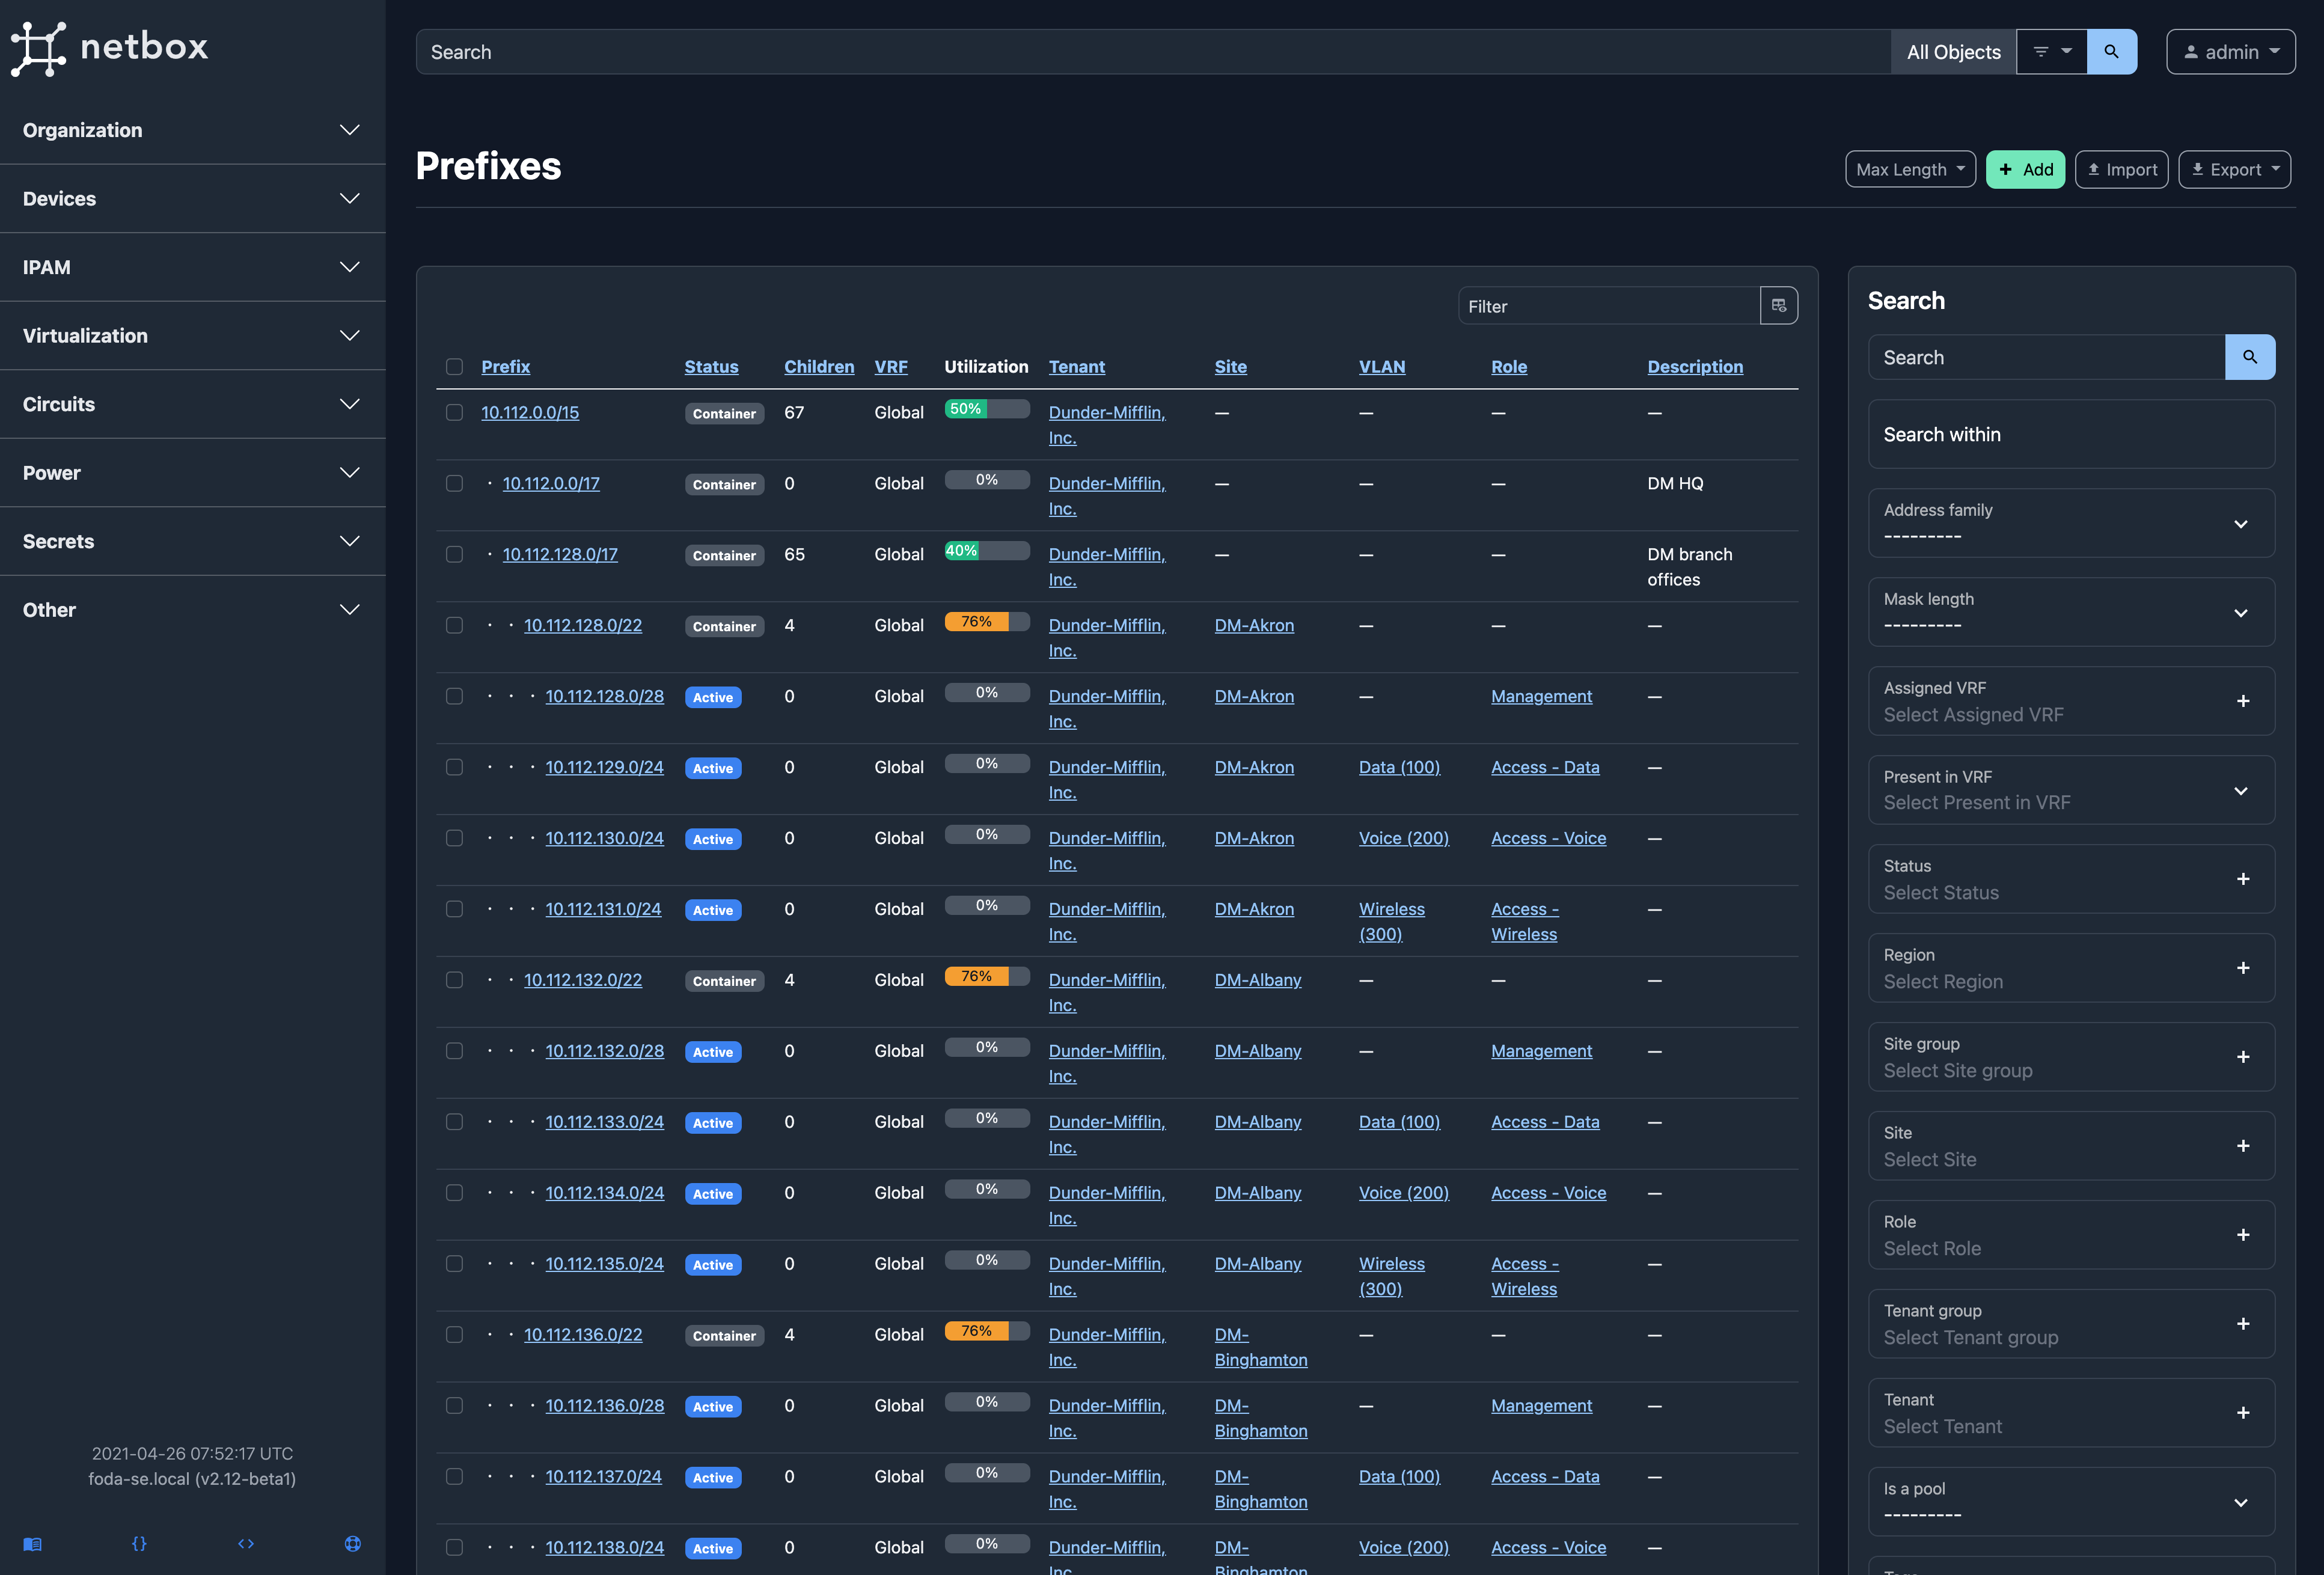 netbox
Organization
Devices
IPAM
Virtualization
Circuits
Power
Secrets
Other
2021-04-26 07:52:17 UTC
foda-se.local (v2.12-beta1)
Search All Objects admin
Prefixes
Max Length + Add Import Export
Filter
Prefix Status Children VRF Utilization Tenant Site VLAN Role Description
10.112.0.0/15 Container 67 Global 50% Dunder-Mifflin, — — — —
Inc.
· 10.112.0.0/17 Container 0 Global 0% Dunder-Mifflin, — — — DM HQ
Inc.
· 10.112.128.0/17 Container 65 Global 40% Dunder-Mifflin, — — — DM branch
Inc. offices
· · 10.112.128.0/22 Container 4 Global 76% Dunder-Mifflin, DM-Akron — — —
Inc.
· · · 10.112.128.0/28 Active 0 Global 0% Dunder-Mifflin, DM-Akron — Management —
Inc.
· · · 10.112.129.0/24 Active 0 Global 0% Dunder-Mifflin, DM-Akron Data (100) Access - Data —
Inc.
· · · 10.112.130.0/24 Active 0 Global 0% Dunder-Mifflin, DM-Akron Voice (200) Access - Voice —
Inc.
· · · 10.112.131.0/24 Active 0 Global 0% Dunder-Mifflin, DM-Akron Wireless Access - —
Inc. (300) Wireless
· · 10.112.132.0/22 Container 4 Global 76% Dunder-Mifflin, DM-Albany — — —
Inc.
· · · 10.112.132.0/28 Active 0 Global 0% Dunder-Mifflin, DM-Albany — Management —
Inc.
· · · 10.112.133.0/24 Active 0 Global 0% Dunder-Mifflin, DM-Albany Data (100) Access - Data —
Inc.
· · · 10.112.134.0/24 Active 0 Global 0% Dunder-Mifflin, DM-Albany Voice (200) Access - Voice —
Inc.
· · · 10.112.135.0/24 Active 0 Global 0% Dunder-Mifflin, DM-Albany Wireless Access - —
Inc. (300) Wireless
· · 10.112.136.0/22 Container 4 Global 76% Dunder-Mifflin, DM- — — —
Inc. Binghamton
· · · 10.112.136.0/28 Active 0 Global 0% Dunder-Mifflin, DM- — Management —
Inc. Binghamton
· · · 10.112.137.0/24 Active 0 Global 0% Dunder-Mifflin, DM- Data (100) Access - Data —
Inc. Binghamton
· · · 10.112.138.0/24 Active 0 Global 0% Dunder-Mifflin, DM- Voice (200) Access - Voice —
Inc. Binghamton
Search
Search
Search within
Address family
---------
Mask length
---------
Assigned VRF
Select Assigned VRF
Present in VRF
Select Present in VRF
Status
Select Status
Region
Select Region
Site group
Select Site group
Site
Select Site
Role
Select Role
Tenant group
Select Tenant group
Tenant
Select Tenant
Is a pool
---------